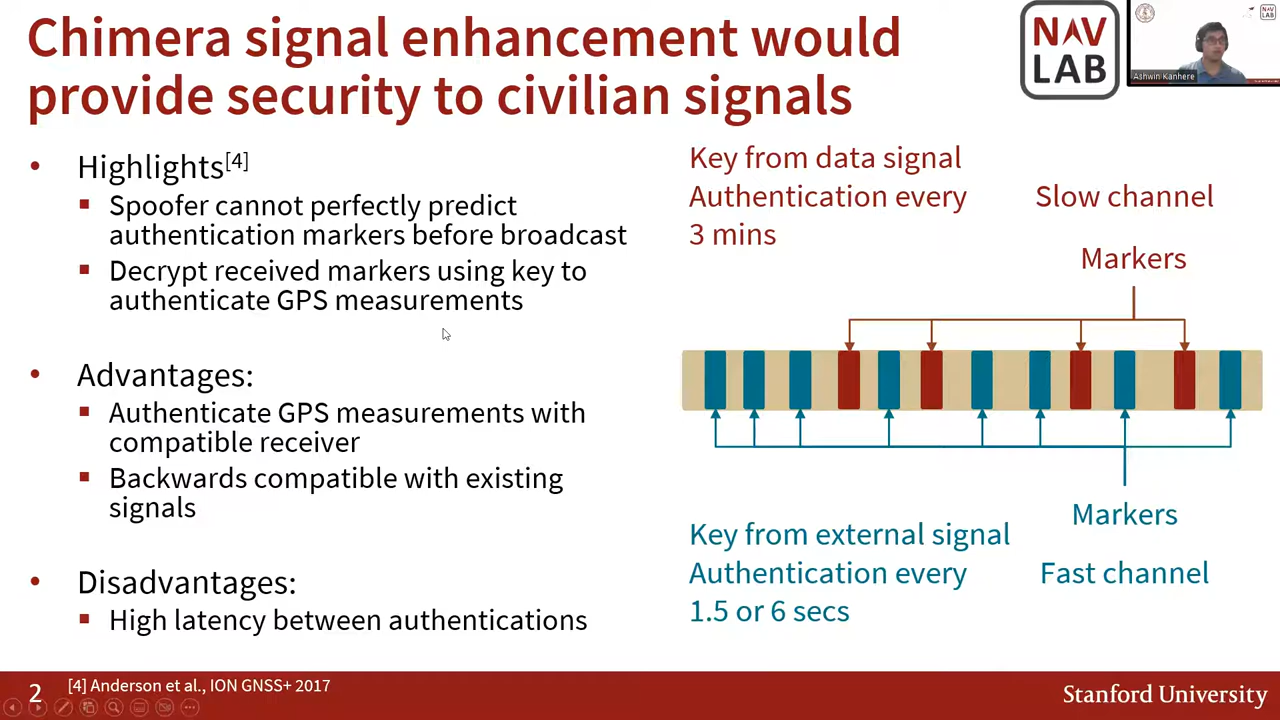 Chimera signal enhancement would
provide security to civilian signals
NAV
LAB
Ashwin Kanhere
• Highlights[4]
▪ Spoofer cannot perfectly predict
authentication markers before broadcast
▪ Decrypt received markers using key to
authenticate GPS measurements
• Advantages:
▪ Authenticate GPS measurements with
compatible receiver
▪ Backwards compatible with existing
signals
• Disadvantages:
▪ High latency between authentications
Key from data signal
Authentication every
3 mins
Slow channel
Markers
Markers
Key from external signal
Authentication every
1.5 or 6 secs
Fast channel
2
[4] Anderson et al., ION GNSS+ 2017
Stanford University